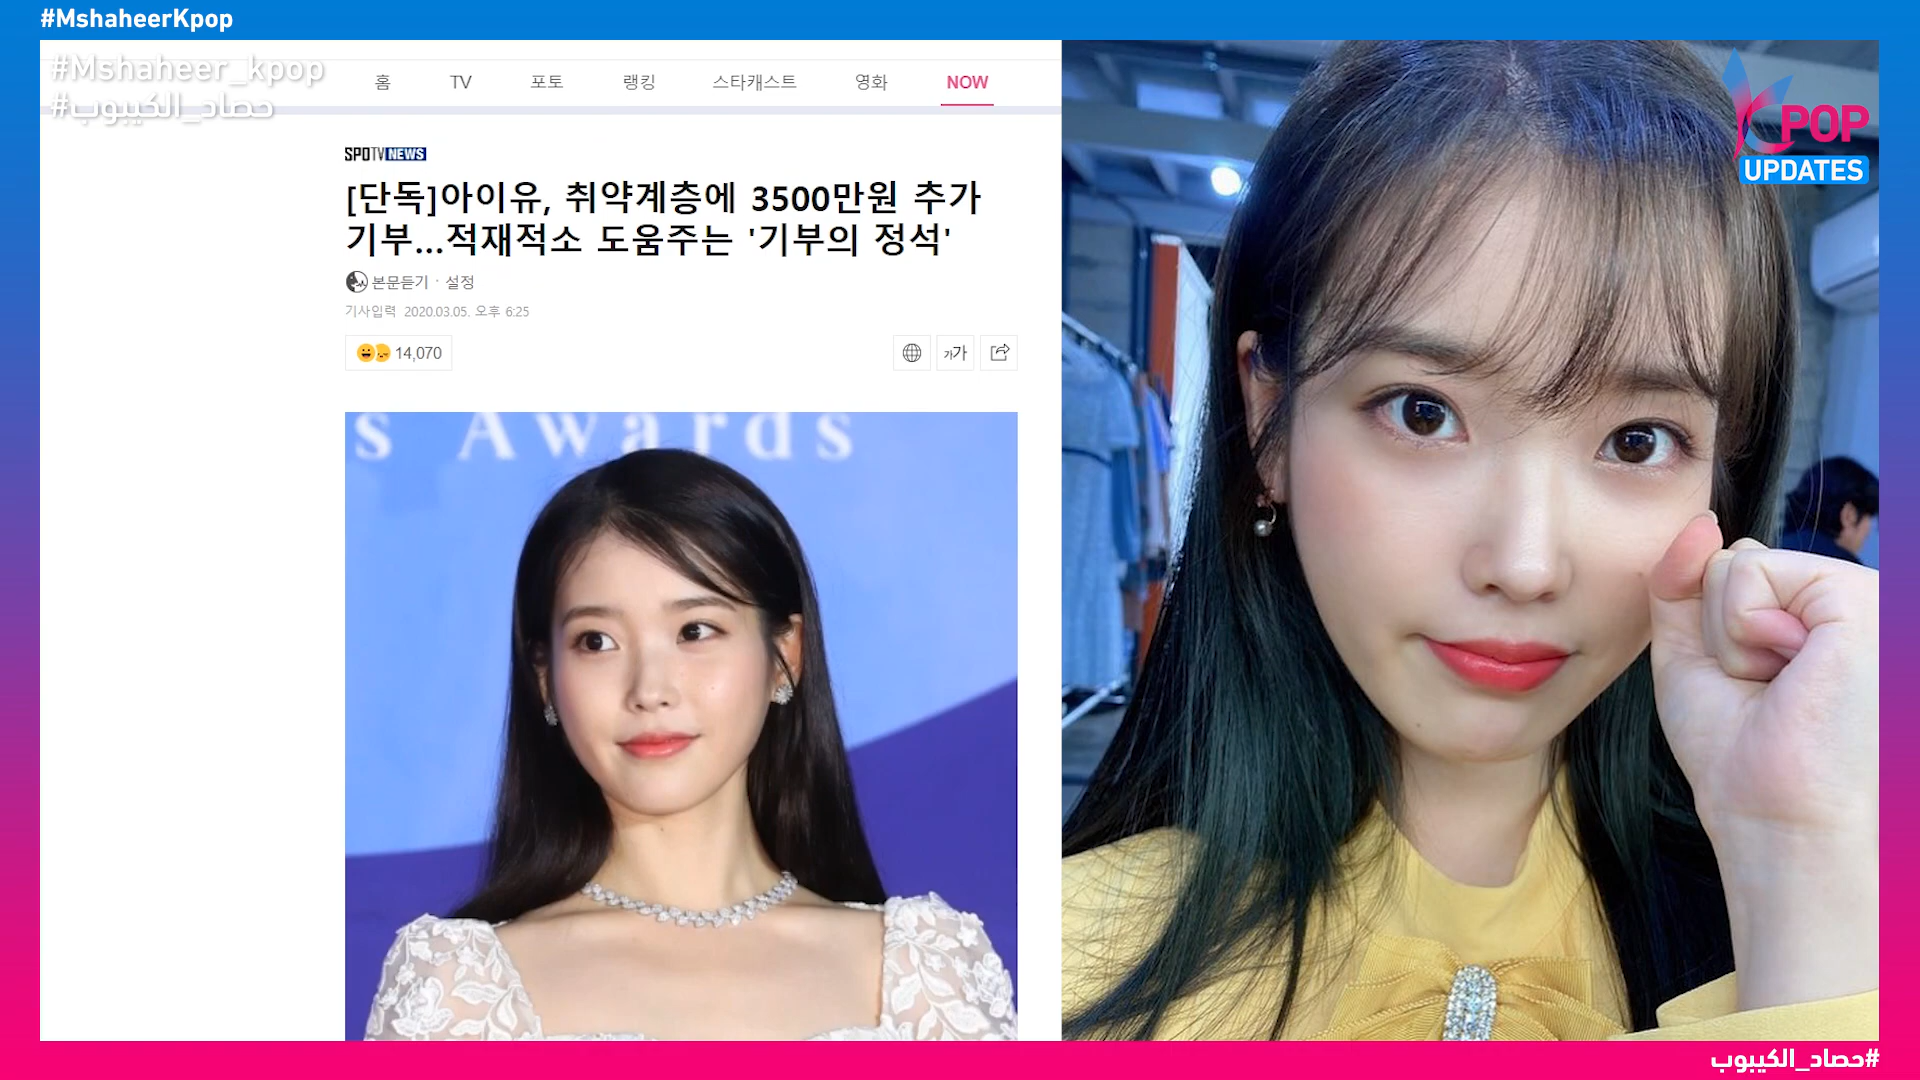 #MshaheerKpop
#Mshaheer_kpop
#حصاد_الكيبوب
홈 TV 포토 랭킹 스타캐스트 영화 NOW
KPOP
UPDATES
SPOTV NEWS
[단독]아이유, 취약계층에 3500만원 추가
기부...적재적소 도움주는 '기부의 정석'
본문듣기 · 설정
기사입력 2020.03.05. 오후 6:25
14,070
가가
s Awards
#حصاد_الكيبوب